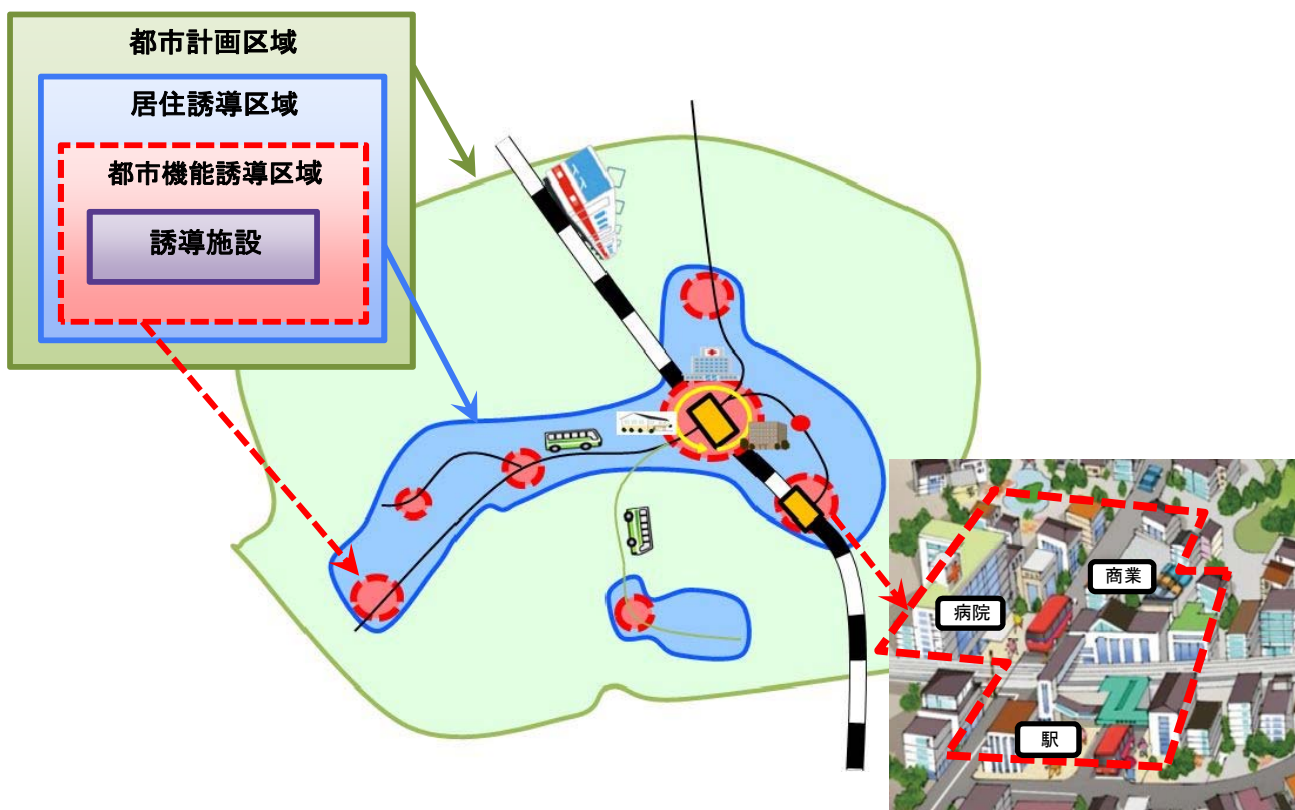 都市計画区域
居住誘導区域
都市機能誘導区域
誘導施設
商業
病院
駅